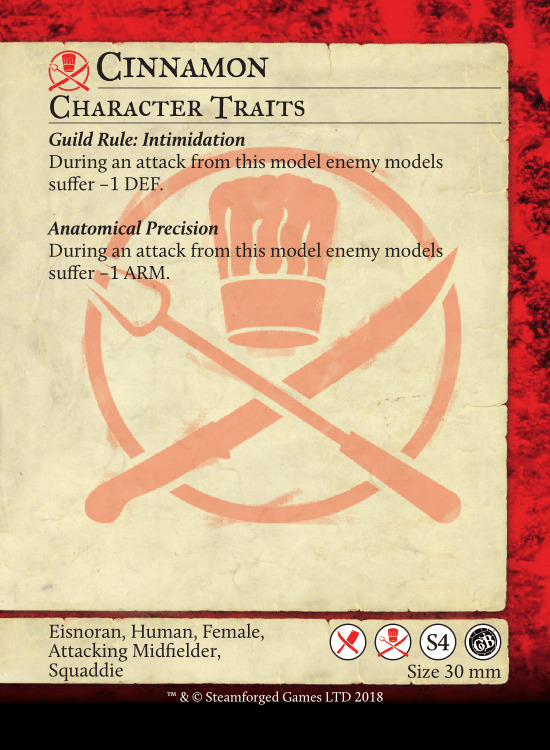 Cinnamon
Character Traits
Guild Rule: Intimidation
During an attack from this model enemy models
suffer −1 DEF.
Anatomical Precision
During an attack from this model enemy models
suffer −1 ARM.
Eisnoran, Human, Female,
Attacking Midfielder,
Squaddie
S4
GB
Size 30 mm
™ & © Steamforged Games LTD 2018